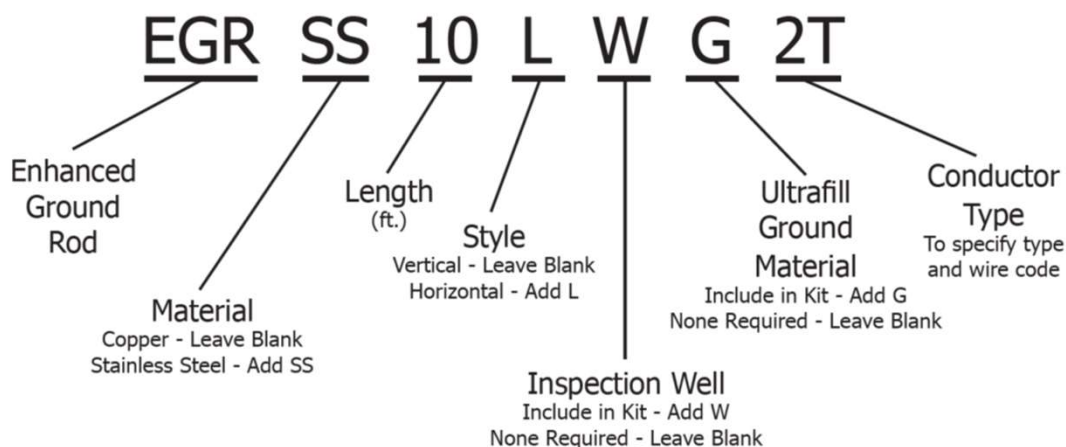 EGR SS 10 L W G 2T
Enhanced
Ground
Rod
Material
Copper - Leave Blank
Stainless Steel - Add SS
Length
(ft.)
Style
Vertical - Leave Blank
Horizontal - Add L
Inspection Well
Include in Kit - Add W
None Required - Leave Blank
Ultrafill
Ground
Material
Include in Kit - Add G
None Required - Leave Blank
Conductor
Type
To specify type
and wire code